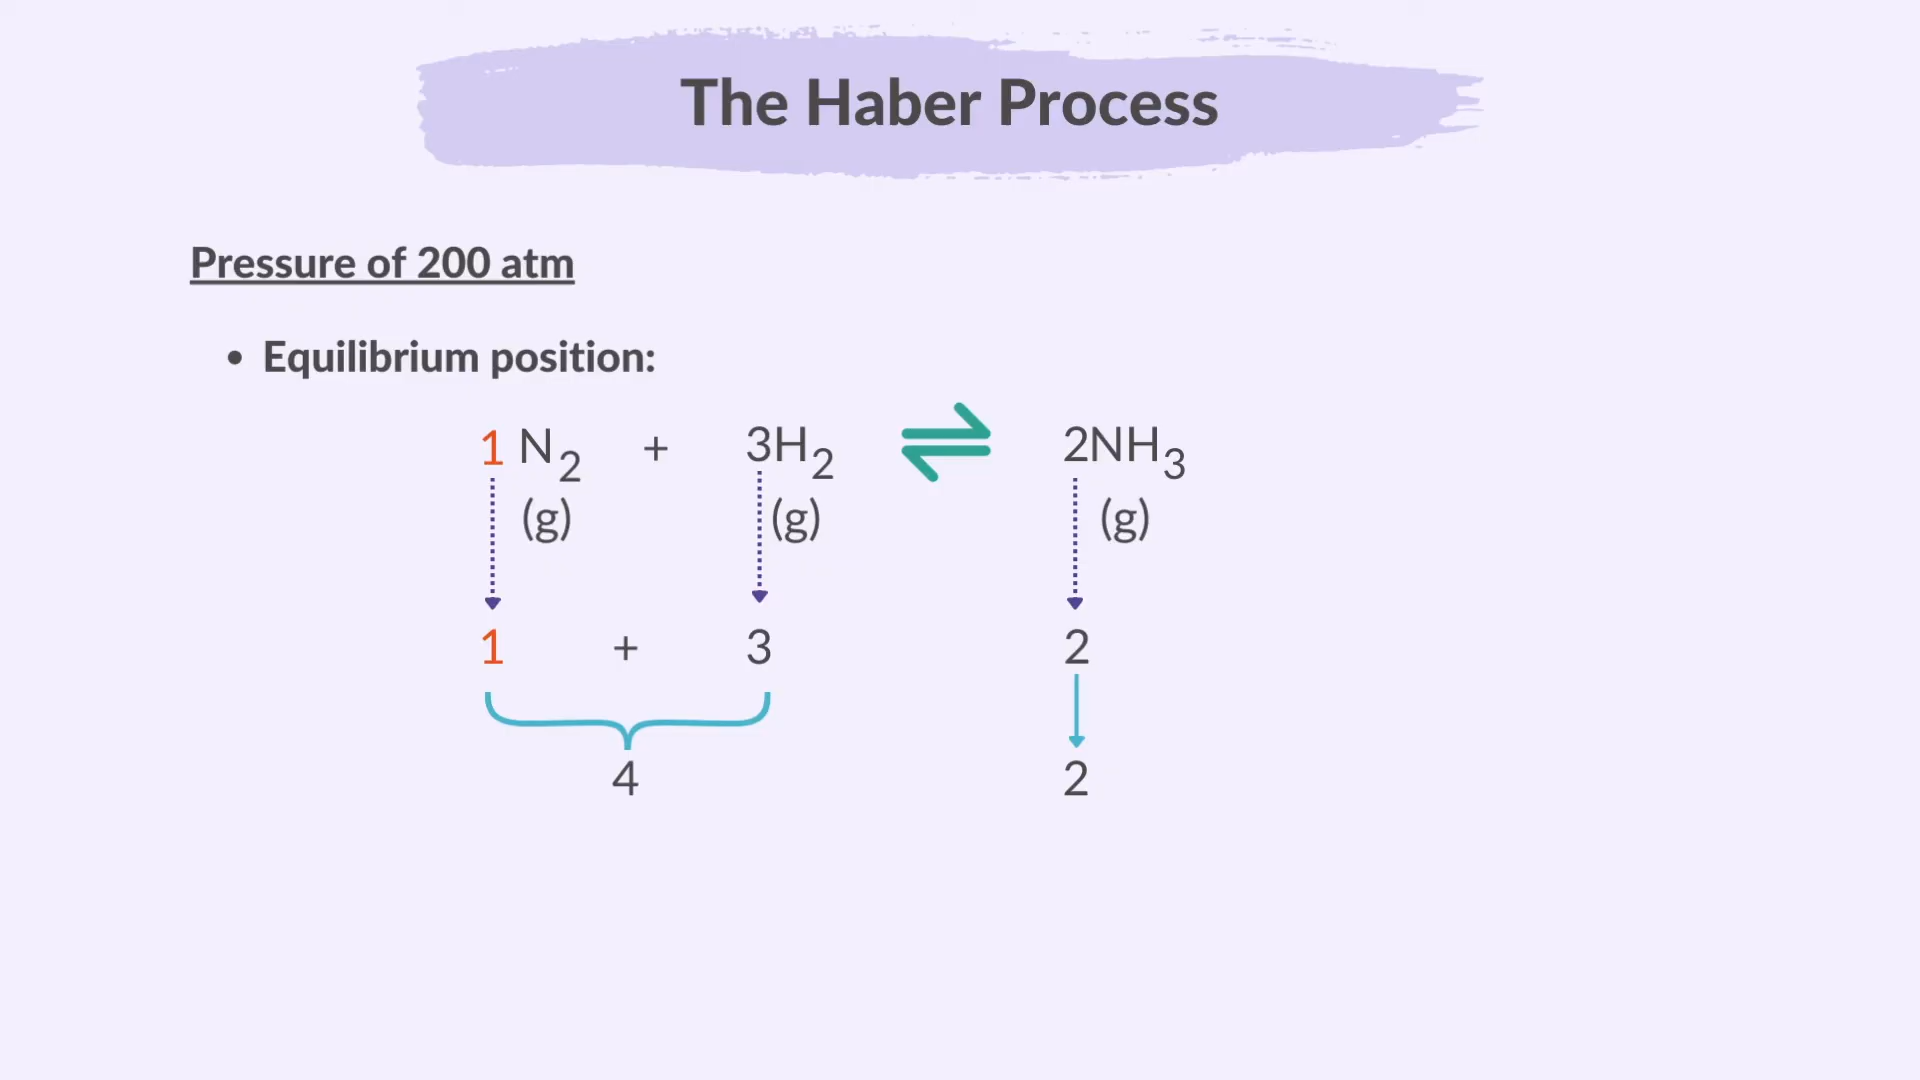 The Haber Process
Pressure of 200 atm
• Equilibrium position:
1 N₂ + 3H₂ ⇌ 2NH₃
(g) (g) (g)
1 + 3 2
4 2